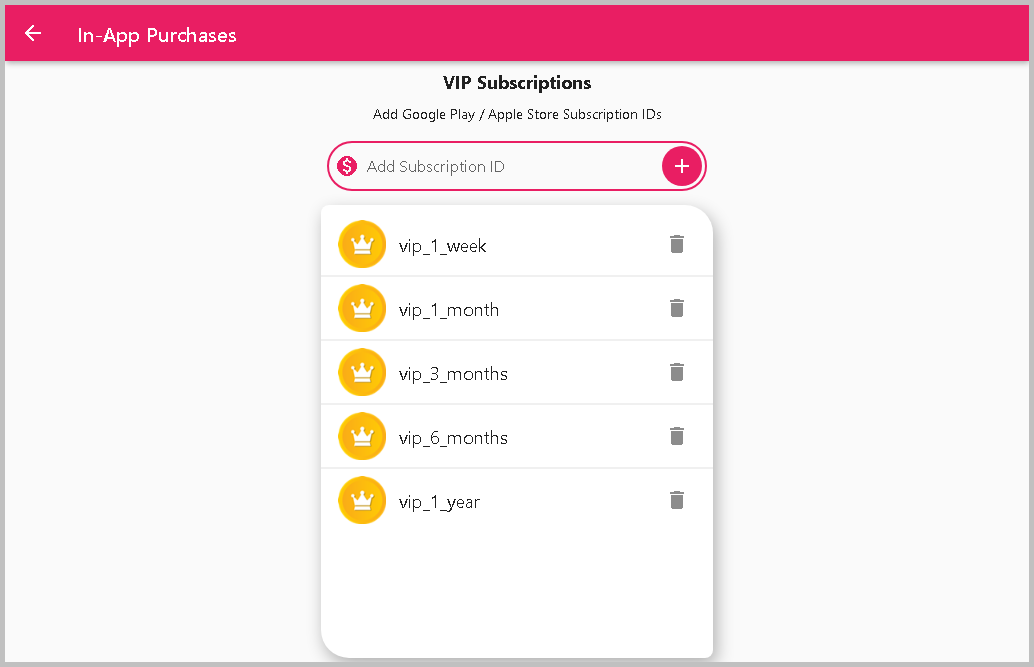 In-App Purchases
VIP Subscriptions
Add Google Play / Apple Store Subscription IDs
Add Subscription ID
vip_1_week
vip_1_month
vip_3_months
vip_6_months
vip_1_year